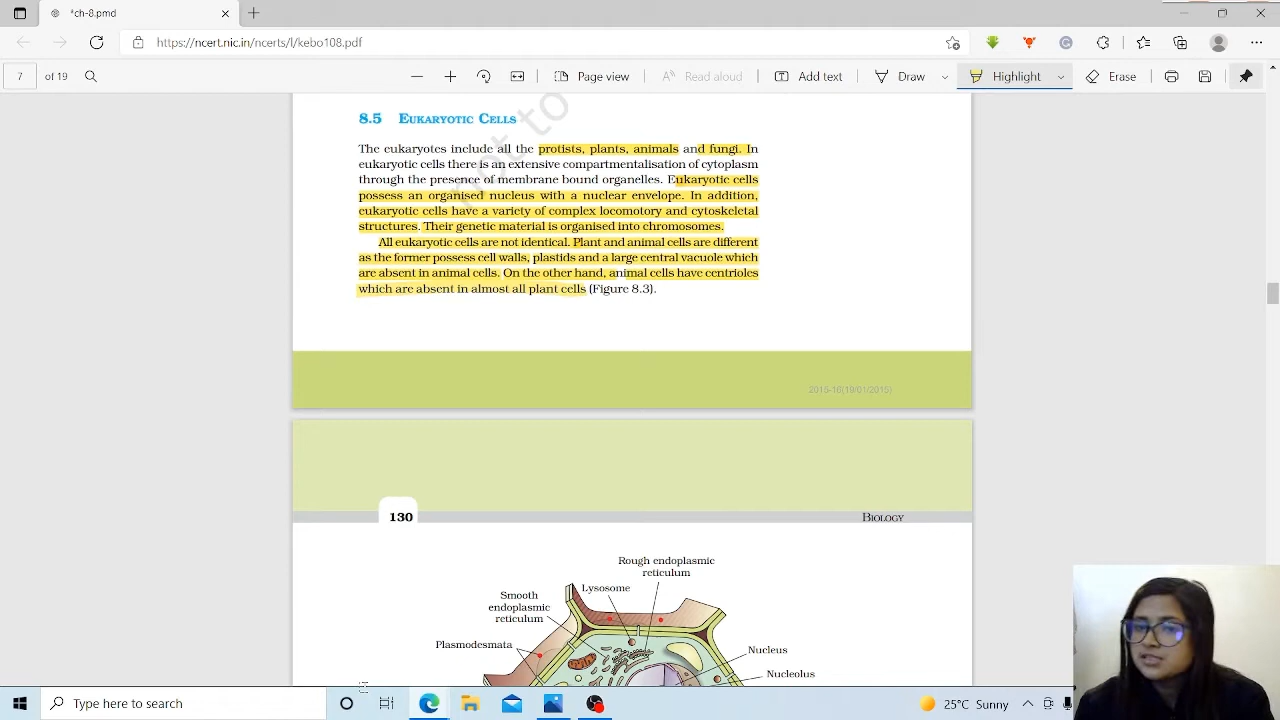 *ch-8.pmd
https://ncert.nic.in/ncerts/l/kebo108.pdf
7 of 19
Page view
Read aloud
Add text
Draw
Highlight
Erase
not to
8.5 EUKARYOTIC CELLS
The eukaryotes include all the protists, plants, animals and fungi. In
eukaryotic cells there is an extensive compartmentalisation of cytoplasm
through the presence of membrane bound organelles. Eukaryotic cells
possess an organised nucleus with a nuclear envelope. In addition,
eukaryotic cells have a variety of complex locomotory and cytoskeletal
structures. Their genetic material is organised into chromosomes.
All eukaryotic cells are not identical. Plant and animal cells are different
as the former possess cell walls, plastids and a large central vacuole which
are absent in animal cells. On the other hand, animal cells have centrioles
which are absent in almost all plant cells (Figure 8.3).
2015-16(19/01/2015)
130
BIOLOGY
Rough endoplasmic
reticulum
Lysosome
Smooth
endoplasmic
reticulum
Plasmodesmata
Nucleus
Nucleolus
Type here to search
25°C Sunny